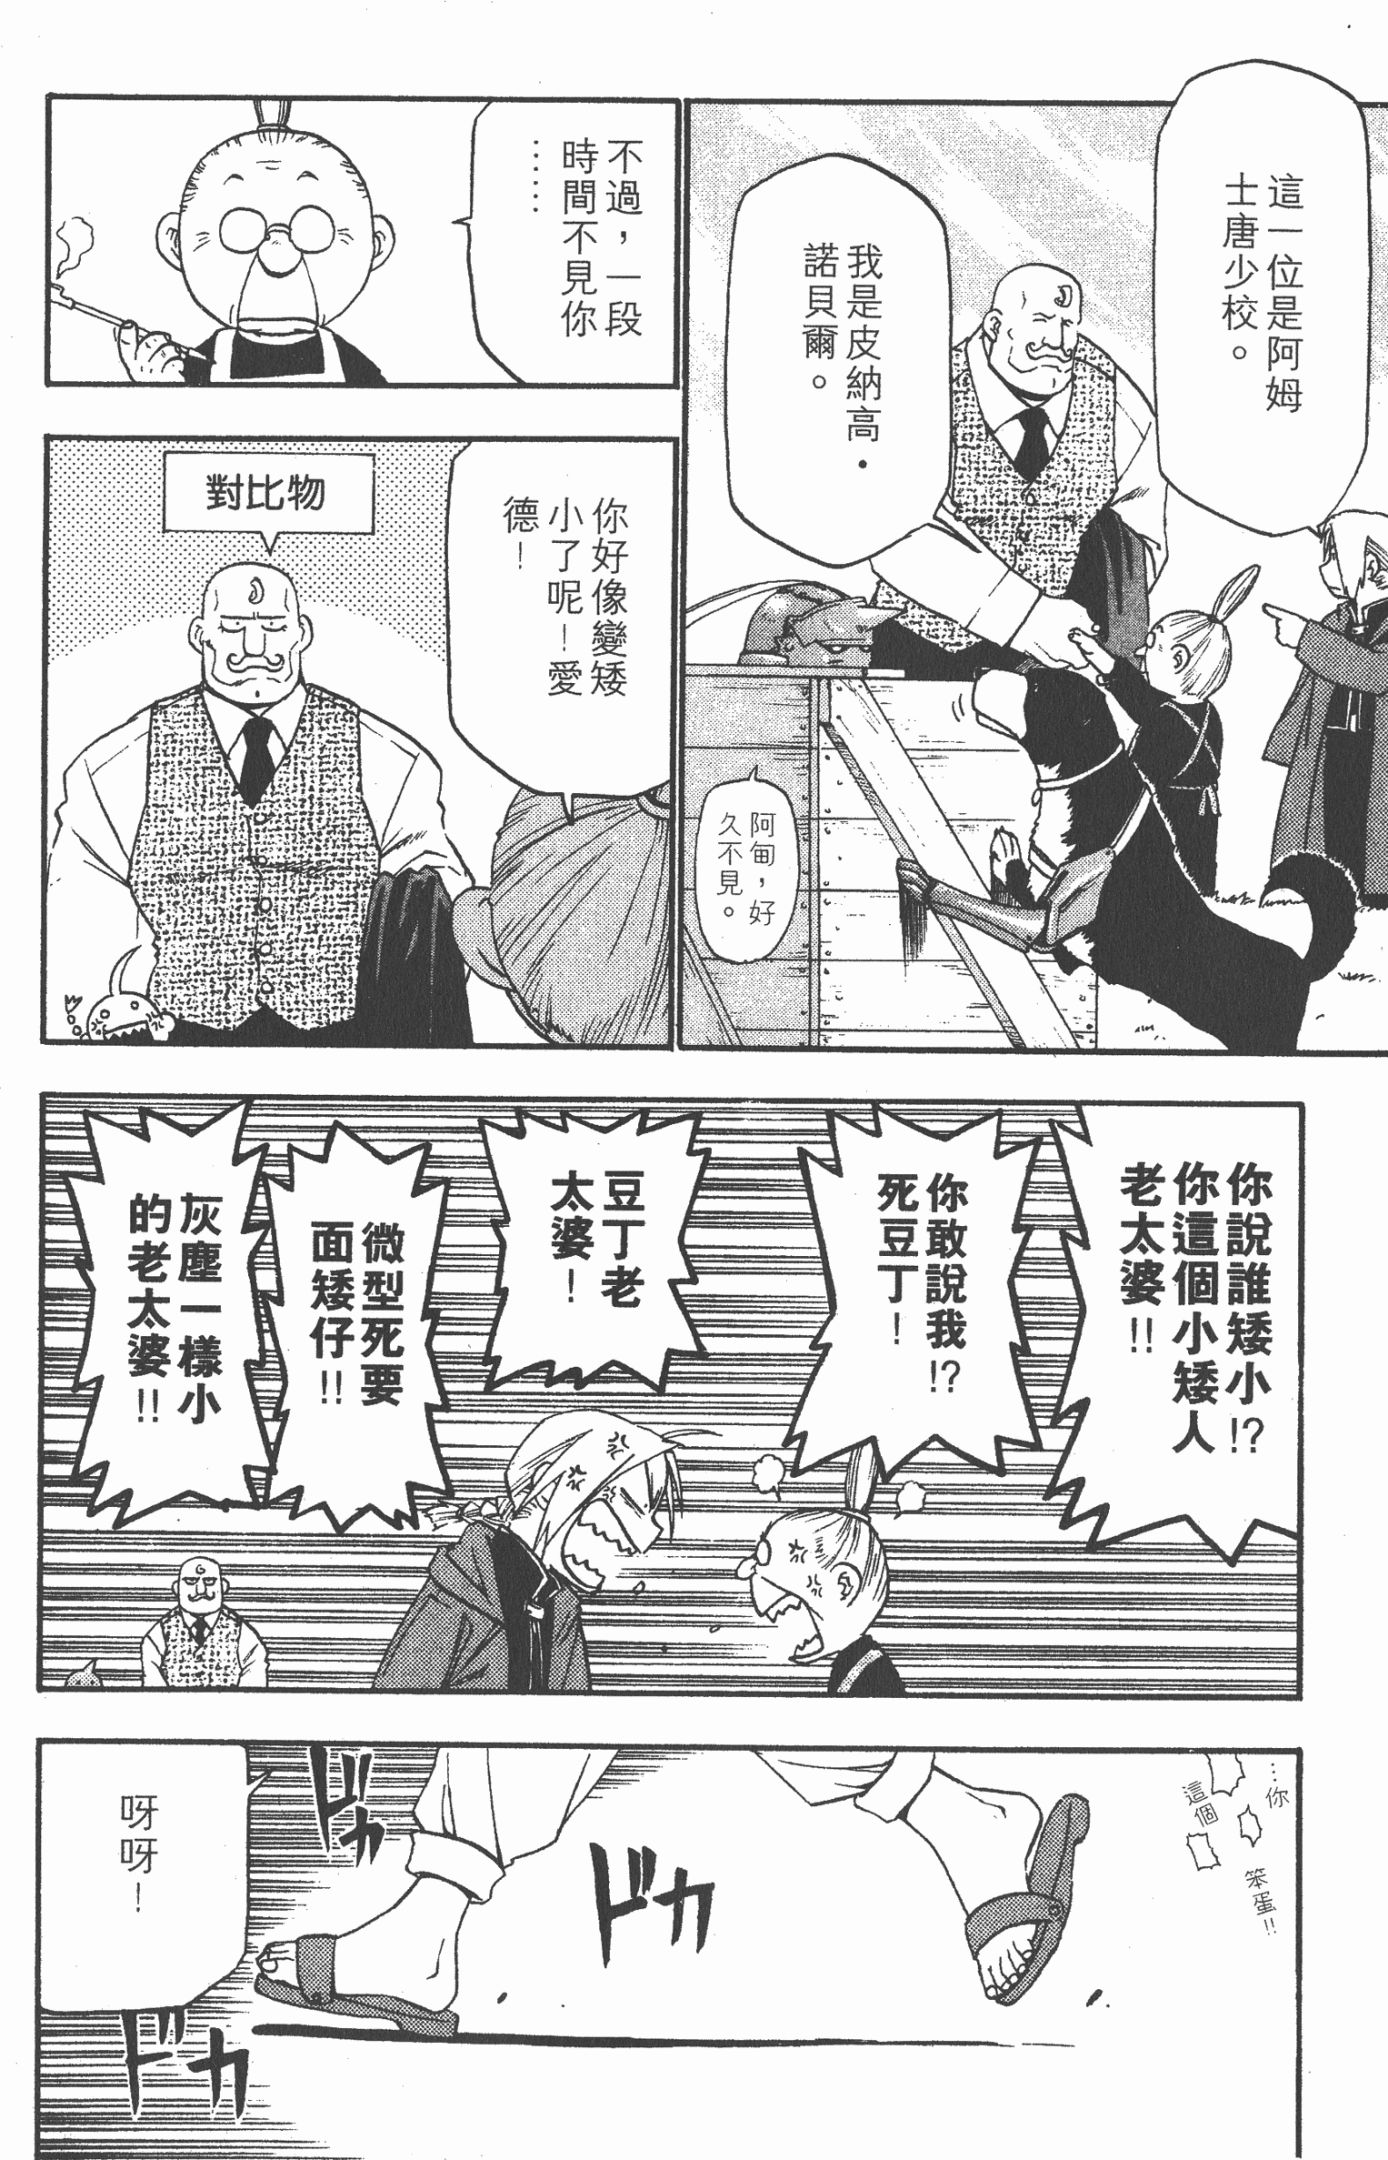 這一位是阿姆
士唐少校。
我是皮納高・
諾貝爾。
阿甸，好
久不見。
不過，一段
時間不見你
……
你好像變矮
小了呢！愛
德！
對比物
你說誰矮小!?
你這個小矮人
老太婆!!
你敢說我!?
死豆丁！
豆丁老
太婆！
微型死要
面矮仔!!
灰塵一樣小
的老太婆!!
…你
這個
笨蛋!!
ドカ
ドカ
ドカ
呀呀！